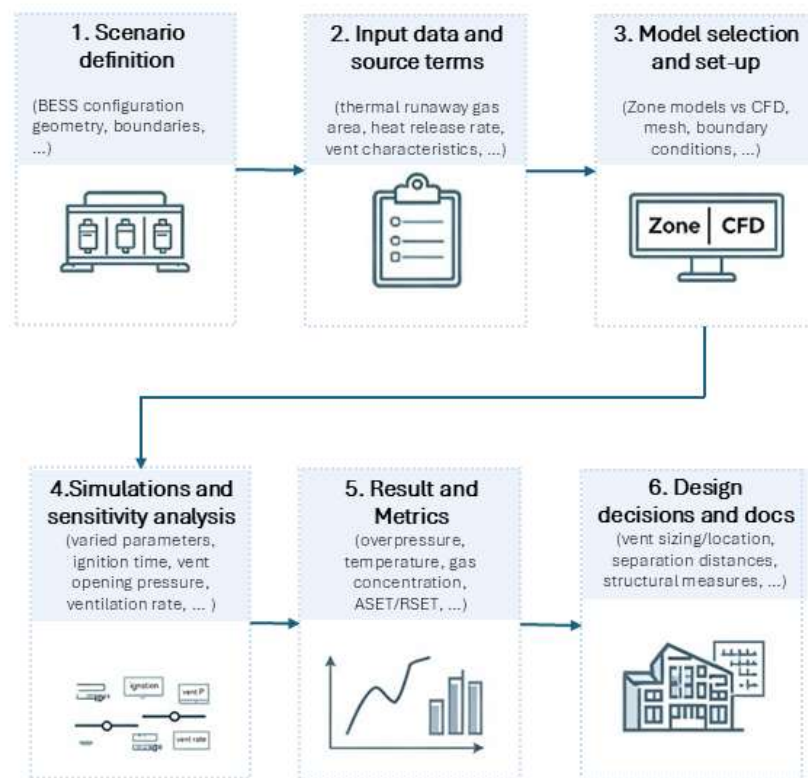 1. Scenario
definition
(BESS configuration
geometry, boundaries,
...)
2. Input data and
source terms
(thermal runaway gas
area, heat release rate,
vent characteristics, ...)
3. Model selection
and set-up
(Zone models vs CFD,
mesh, boundary
conditions, ...)
Zone | CFD
4.Simulations and
sensitivity analysis
(varied parameters,
ignition time, vent
opening pressure,
ventilation rate, ... )
vent P
vent rate
5. Result and
Metrics
(overpressure,
temperature, gas
concentration,
ASET/RSET, ...)
6. Design
decisions and docs
(vent sizing/location,
separation distances,
structural measures, ...)